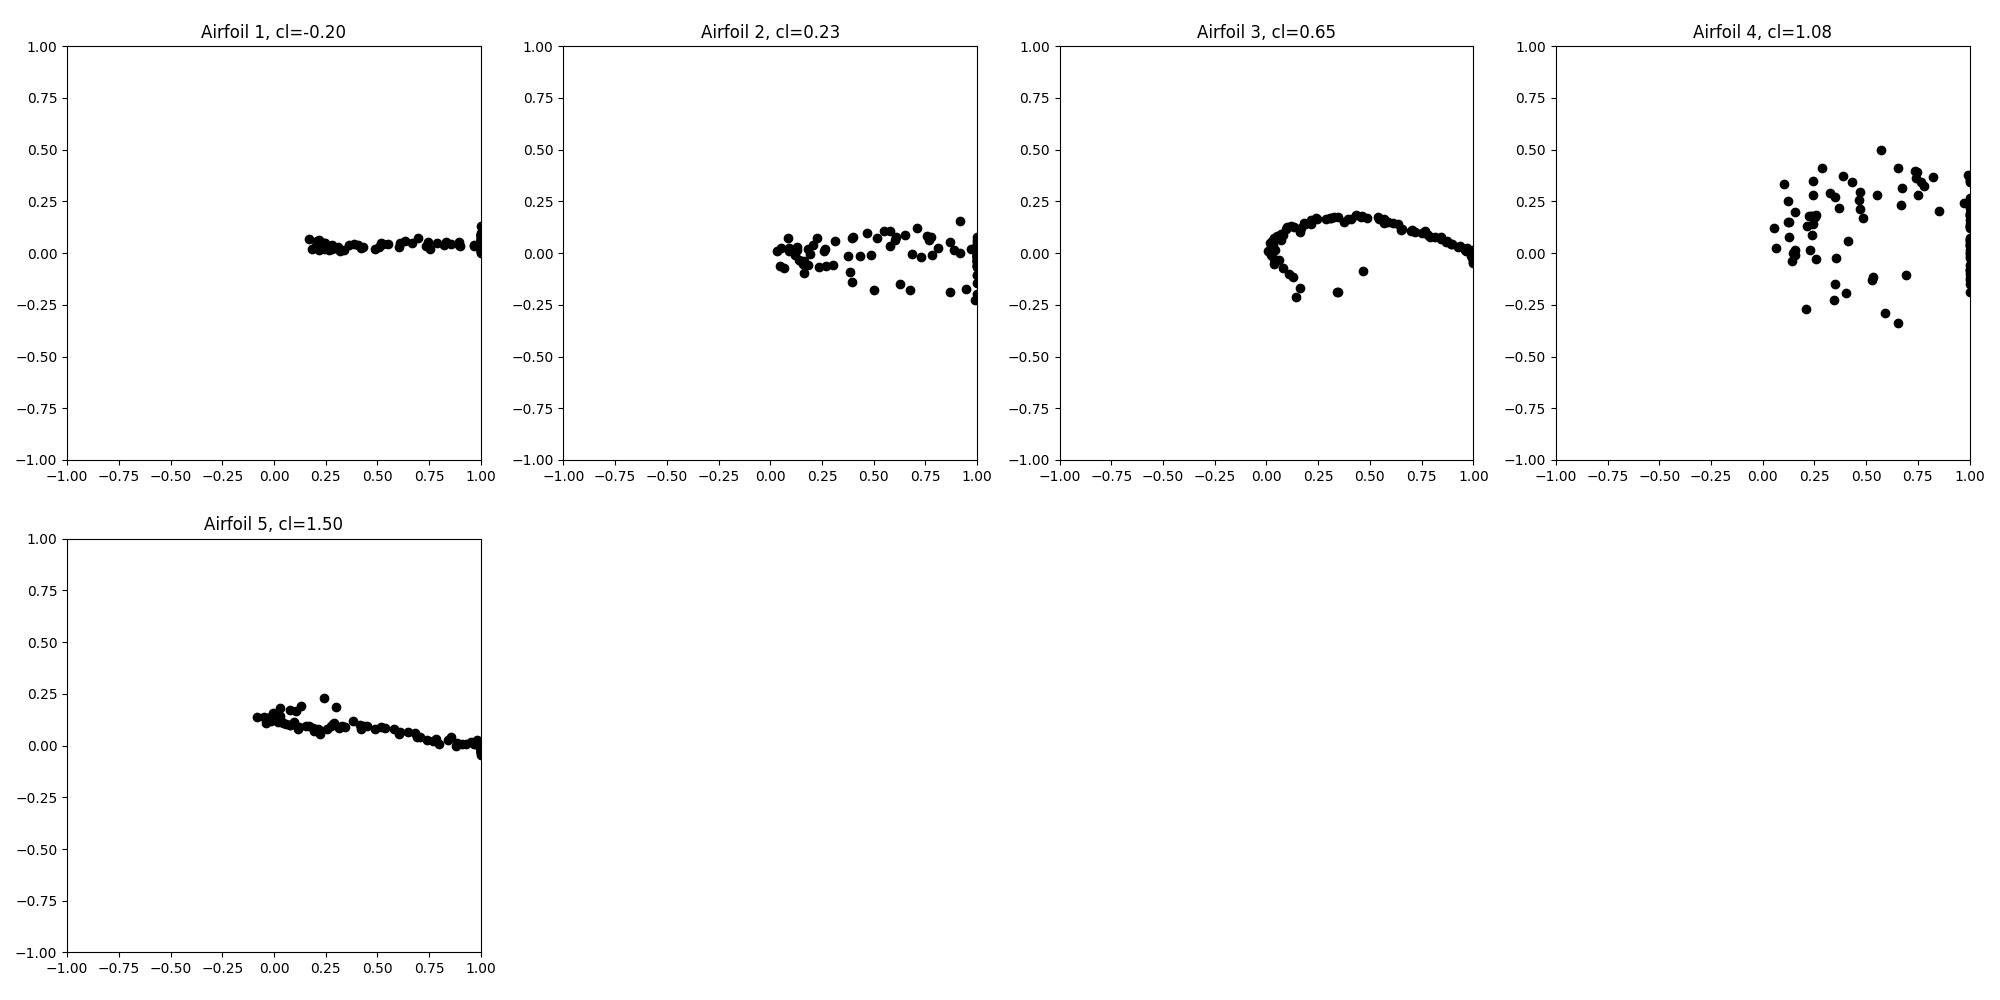 Airfoil 1, cl=-0.20
Airfoil 2, cl=0.23
Airfoil 3, cl=0.65
Airfoil 4, cl=1.08
1.00 1.00 1.00 1.00
0.75 0.75 0.75 0.75
0.50 0.50 0.50 0.50
0.25 0.25 0.25 0.25
0.00 0.00 0.00 0.00
−0.25 −0.25 −0.25 −0.25
−0.50 −0.50 −0.50 −0.50
−0.75 −0.75 −0.75 −0.75
−1.00 −1.00 −1.00 −1.00
−1.00 −0.75 −0.50 −0.25 0.00 0.25 0.50 0.75 1.00
−1.00 −0.75 −0.50 −0.25 0.00 0.25 0.50 0.75 1.00
−1.00 −0.75 −0.50 −0.25 0.00 0.25 0.50 0.75 1.00
−1.00 −0.75 −0.50 −0.25 0.00 0.25 0.50 0.75 1.00
Airfoil 5, cl=1.50
1.00
0.75
0.50
0.25
0.00
−0.25
−0.50
−0.75
−1.00
−1.00 −0.75 −0.50 −0.25 0.00 0.25 0.50 0.75 1.00